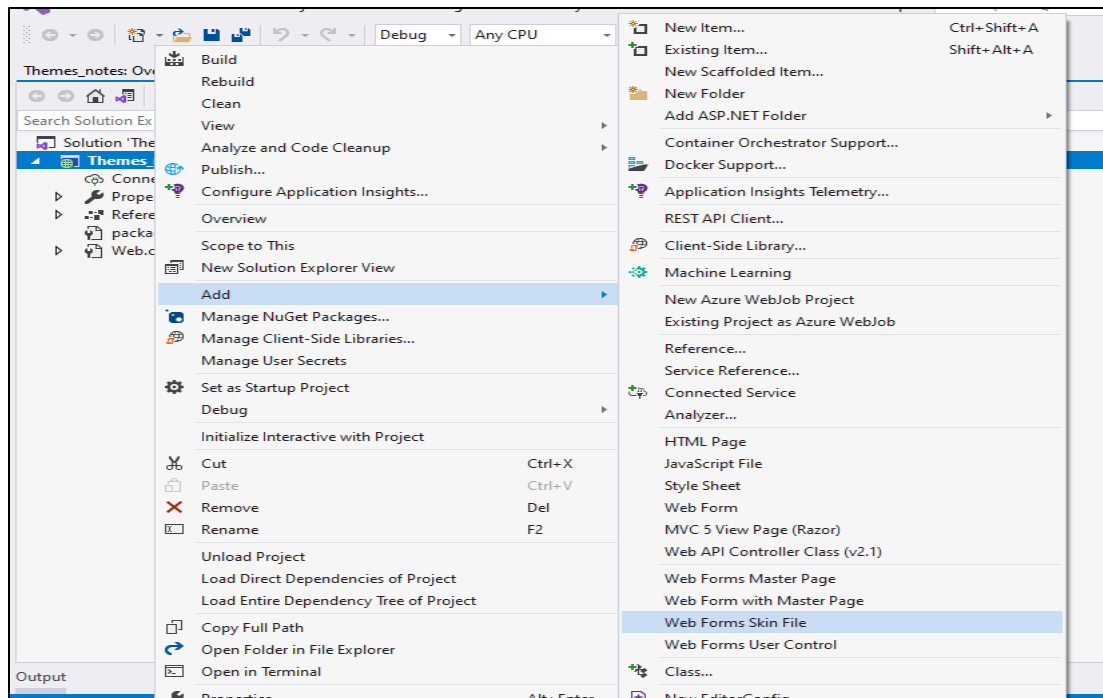 Debug
Any CPU
Themes_notes: Ov
Search Solution Ex
Solution 'The
Themes_
Conne
Prope
Refere
packa
Web.c
Output
Build
Rebuild
Clean
View
Analyze and Code Cleanup
Publish...
Configure Application Insights...
Overview
Scope to This
New Solution Explorer View
Add
Manage NuGet Packages...
Manage Client-Side Libraries...
Manage User Secrets
Set as Startup Project
Debug
Initialize Interactive with Project
Cut Ctrl+X
Paste Ctrl+V
Remove Del
Rename F2
Unload Project
Load Direct Dependencies of Project
Load Entire Dependency Tree of Project
Copy Full Path
Open Folder in File Explorer
Open in Terminal
Properties Alt+Enter
New Item... Ctrl+Shift+A
Existing Item... Shift+Alt+A
New Scaffolded Item...
New Folder
Add ASP.NET Folder
Container Orchestrator Support...
Docker Support...
Application Insights Telemetry...
REST API Client...
Client-Side Library...
Machine Learning
New Azure WebJob Project
Existing Project as Azure WebJob
Reference...
Service Reference...
Connected Service
Analyzer...
HTML Page
JavaScript File
Style Sheet
Web Form
MVC 5 View Page (Razor)
Web API Controller Class (v2.1)
Web Forms Master Page
Web Form with Master Page
Web Forms Skin File
Web Forms User Control
Class...
New EditorConfig